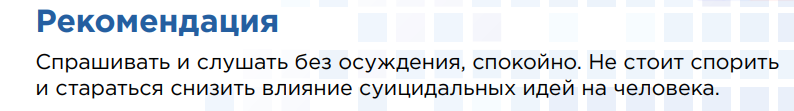 Рекомендация
Спрашивать и слушать без осуждения, спокойно. Не стоит спорить
и стараться снизить влияние суицидальных идей на человека.